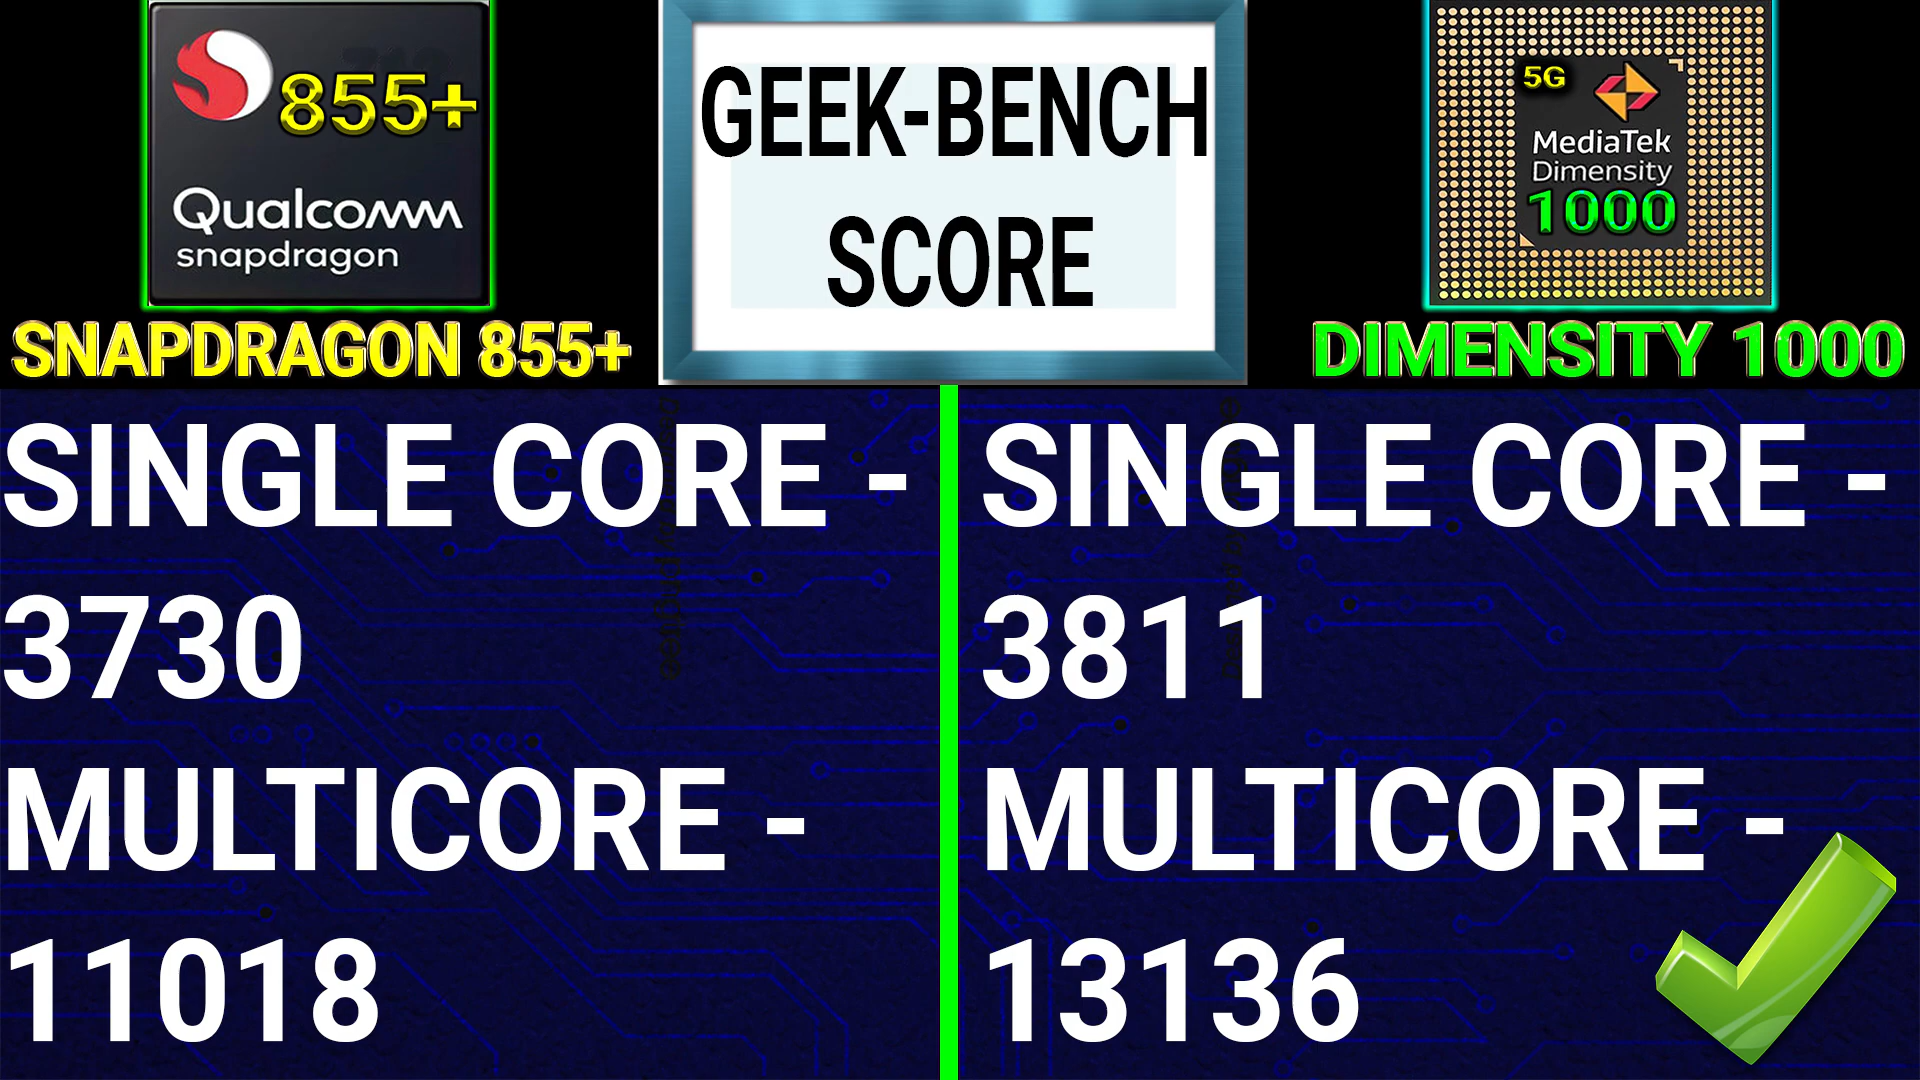 855+
Qualcomm
snapdragon
SNAPDRAGON 855+
GEEK-BENCH
SCORE
5G
MediaTek
Dimensity
1000
DIMENSITY 1000
SINGLE CORE -
3730
MULTICORE -
11018
SINGLE CORE -
3811
MULTICORE -
13136